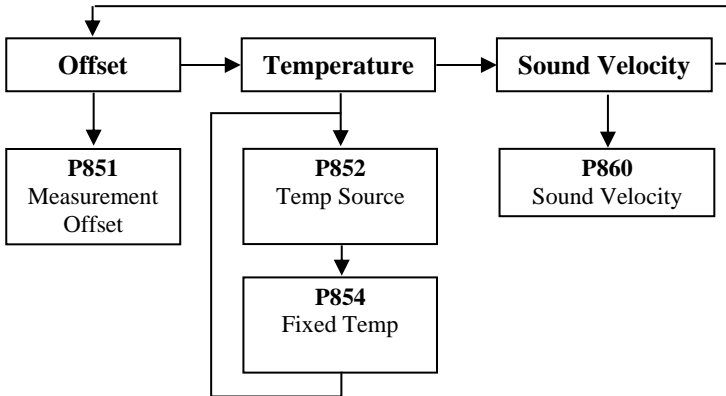 Offset
Temperature
Sound Velocity
P851
Measurement
Offset
P852
Temp Source
P860
Sound Velocity
P854
Fixed Temp